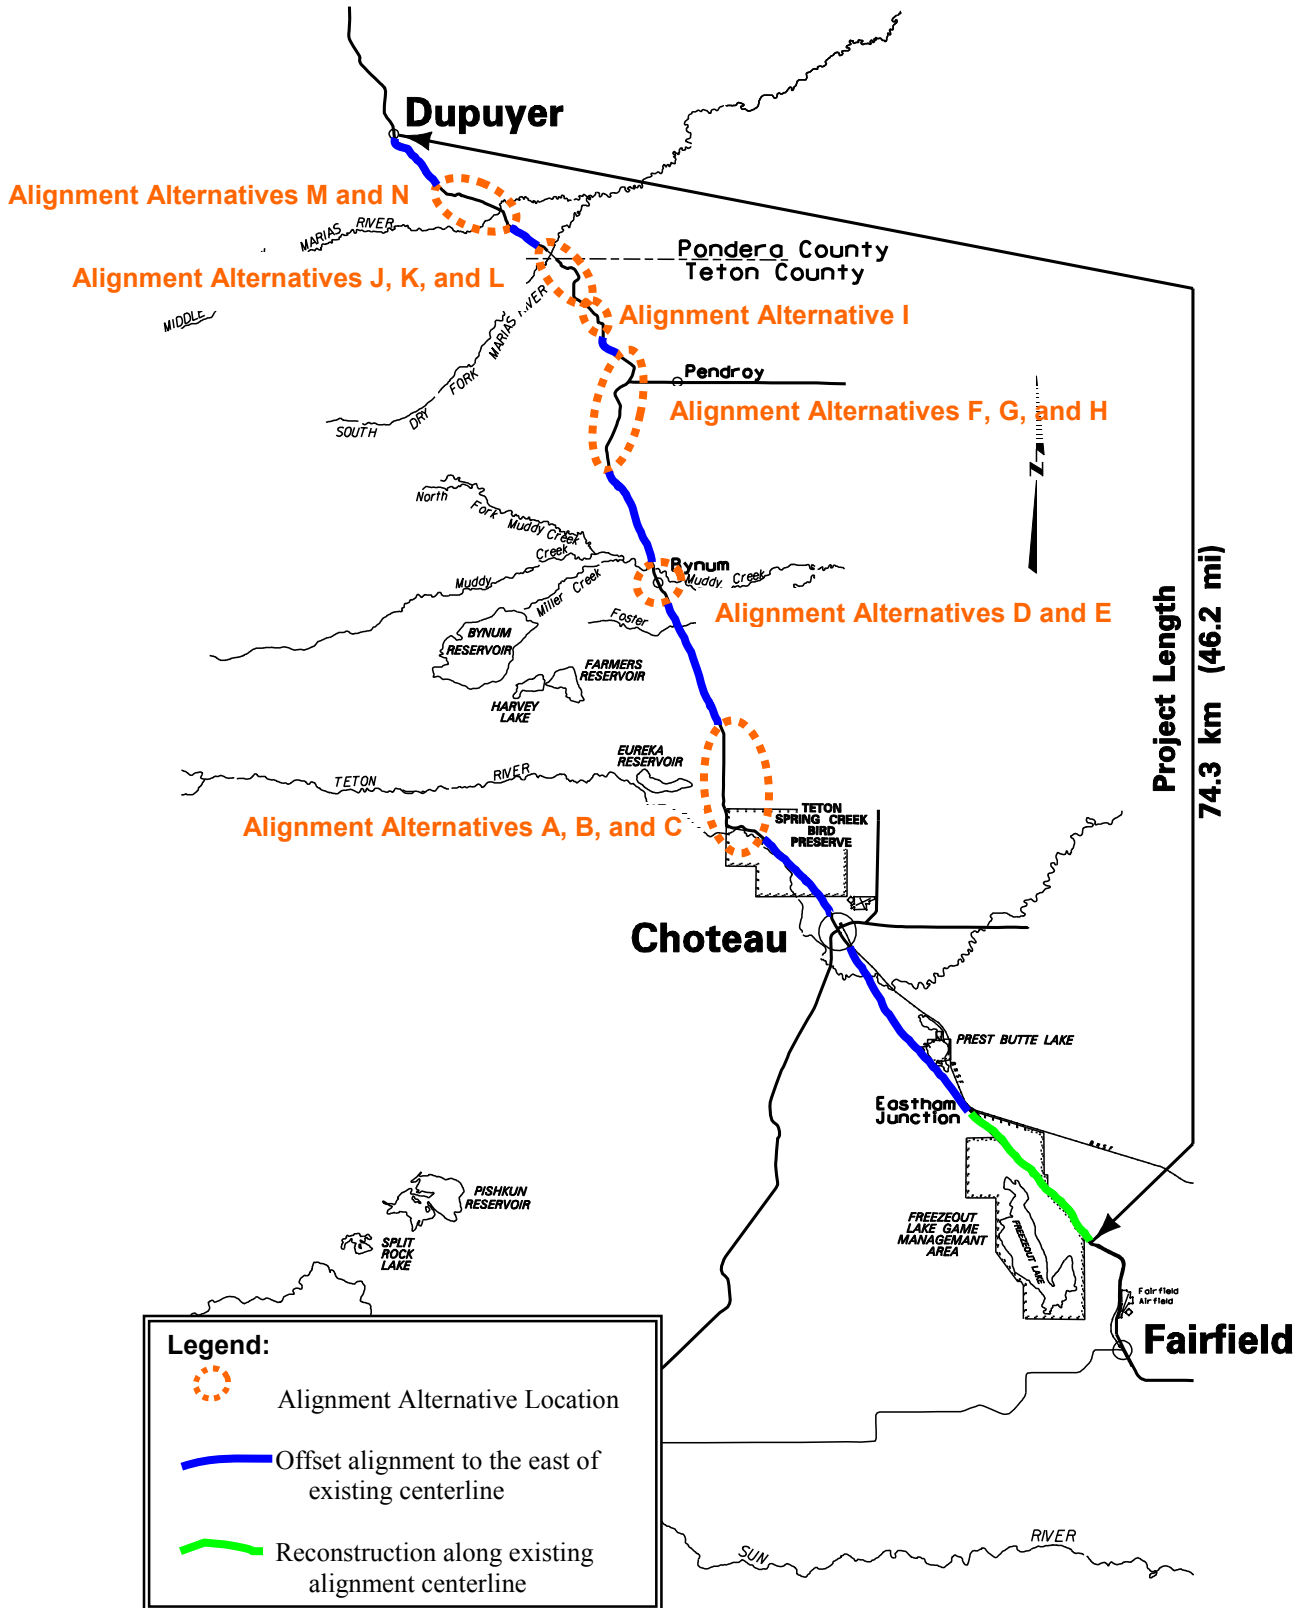 Dupuyer
Alignment Alternatives M and N
MARIAS RIVER
Pondera County
Teton County
Alignment Alternatives J, K, and L
MIDDLE
Alignment Alternative I
SOUTH DRY FORK MARIAS RIVER
Pendroy
Alignment Alternatives F, G, and H
N
North Fork Muddy Creek
Bynum
Muddy Creek
Muddy Creek
Miller Creek
Alignment Alternatives D and E
Foster
BYNUM
RESERVOIR
FARMERS
RESERVOIR
HARVEY
LAKE
Project Length
74.3 km (46.2 mi)
EUREKA
RESERVOIR
TETON RIVER
TETON
SPRING CREEK
BIRD
PRESERVE
Alignment Alternatives A, B, and C
Choteau
PREST BUTTE LAKE
BNSF
Eastham
Junction
BNSF
PISHKUN
RESERVOIR
SPLIT
ROCK
LAKE
FREEZEOUT
LAKE GAME
MANAGEMANT
AREA
FREEZEOUT LAKE
Fairfield
Airfield
Fairfield
Legend:
Alignment Alternative Location
Offset alignment to the east of
existing centerline
Reconstruction along existing
alignment centerline
SUN RIVER